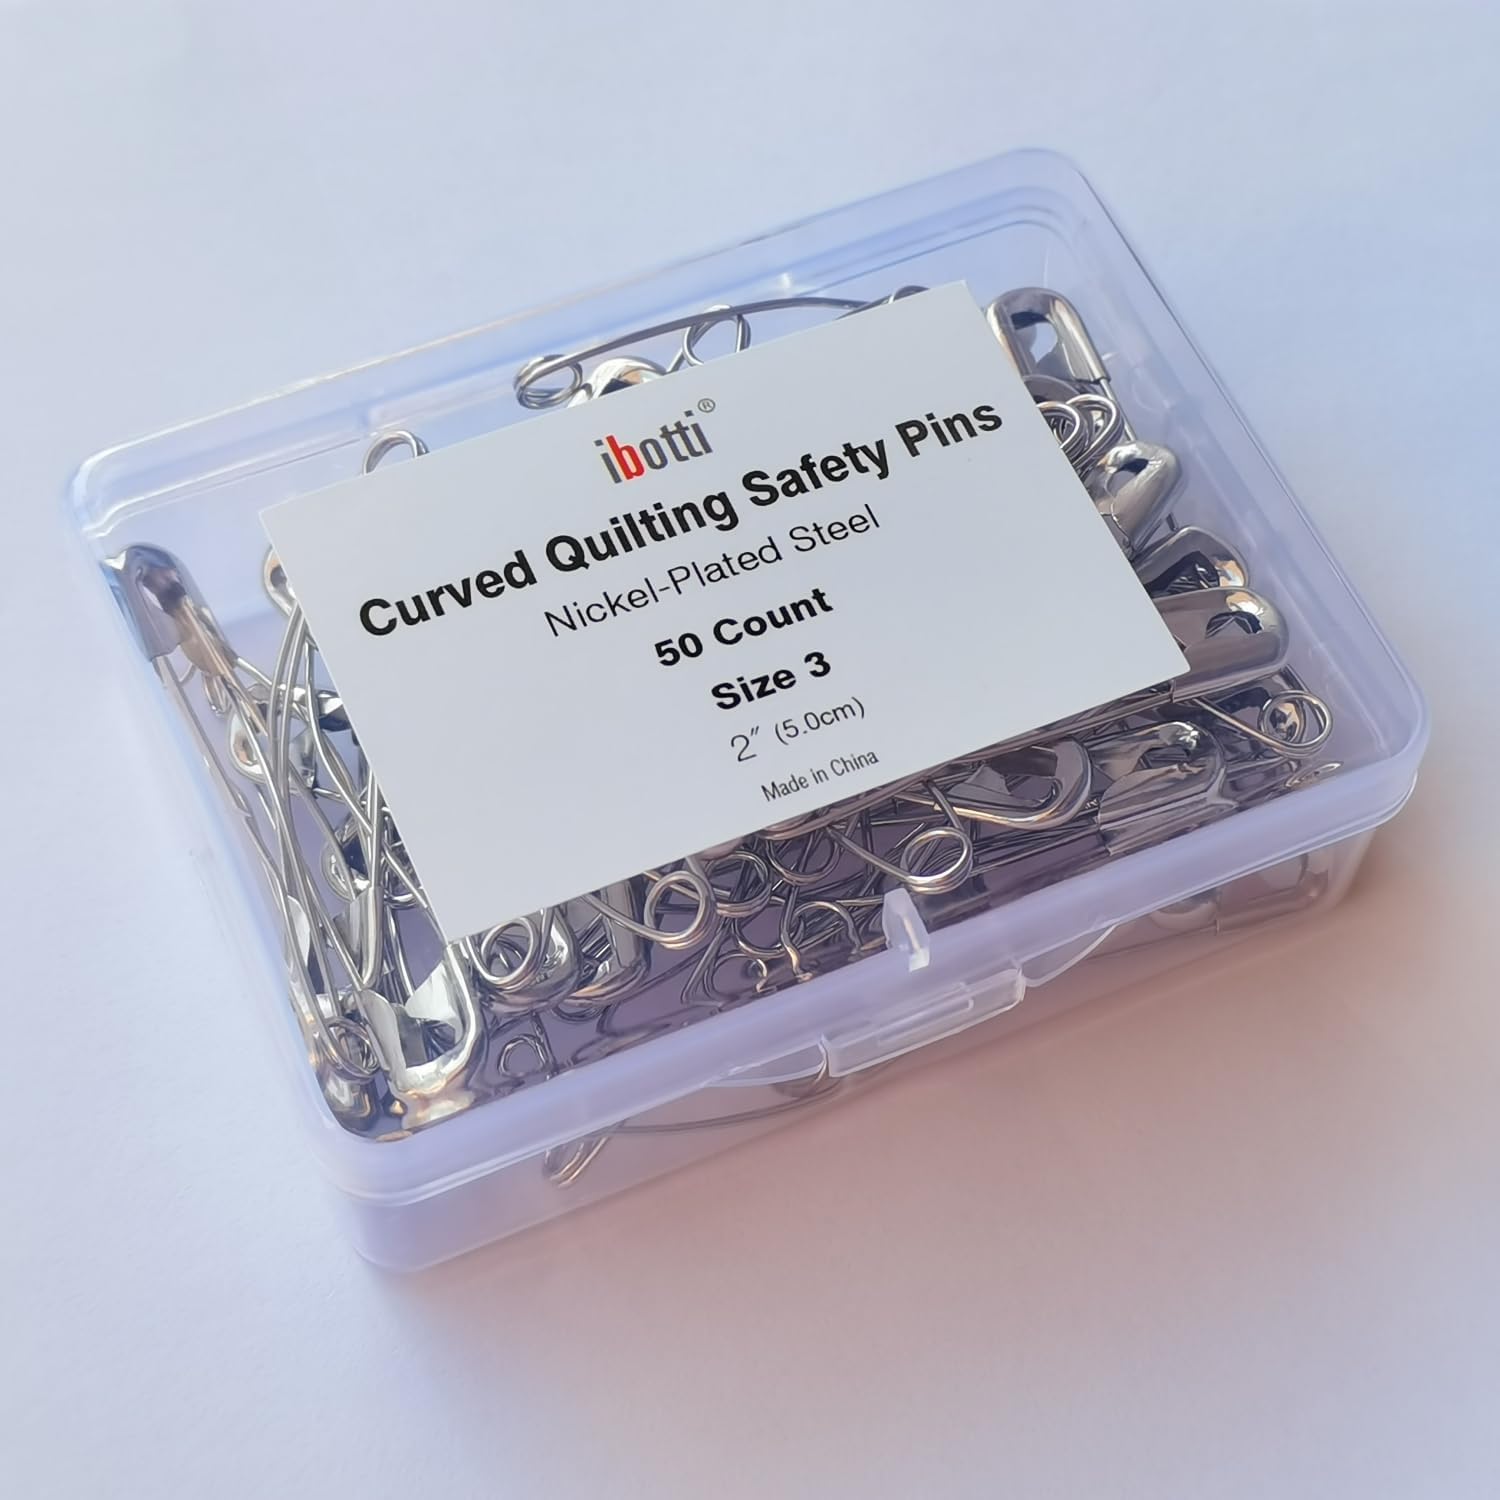 ibotti®
Curved Quilting Safety Pins
Nickel-Plated Steel
50 Count
Size 3
2″ (5.0cm)
Made in China